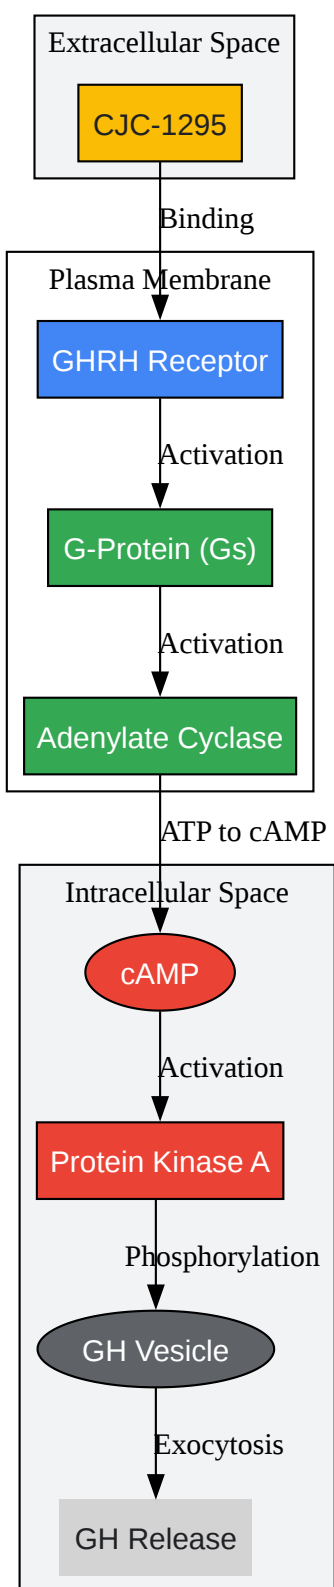 Extracellular Space
CJC-1295
Binding
Plasma Membrane
GHRH Receptor
Activation
G-Protein (Gs)
Activation
Adenylate Cyclase
ATP to cAMP
Intracellular Space
cAMP
Activation
Protein Kinase A
Phosphorylation
GH Vesicle
Exocytosis
GH Release